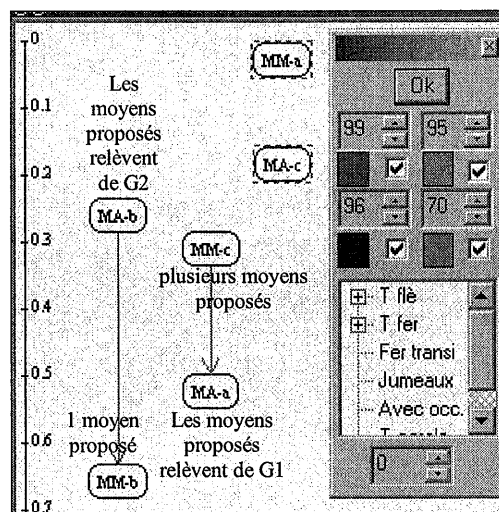 0
0.1
0.2
0.3
0.4
0.5
0.6
0.7
MM-a
Les
moyens
proposés
relèvent
de G2
MA-c
MA-b
MM-c
plusieurs moyens
proposés
MA-a
1 moyen
proposé
Les moyens
proposés
relèvent de G1
MM-b
Ok
99 95
96 70
T flè
T fer
Fer transi
Jumeaux
Avec occ.
0